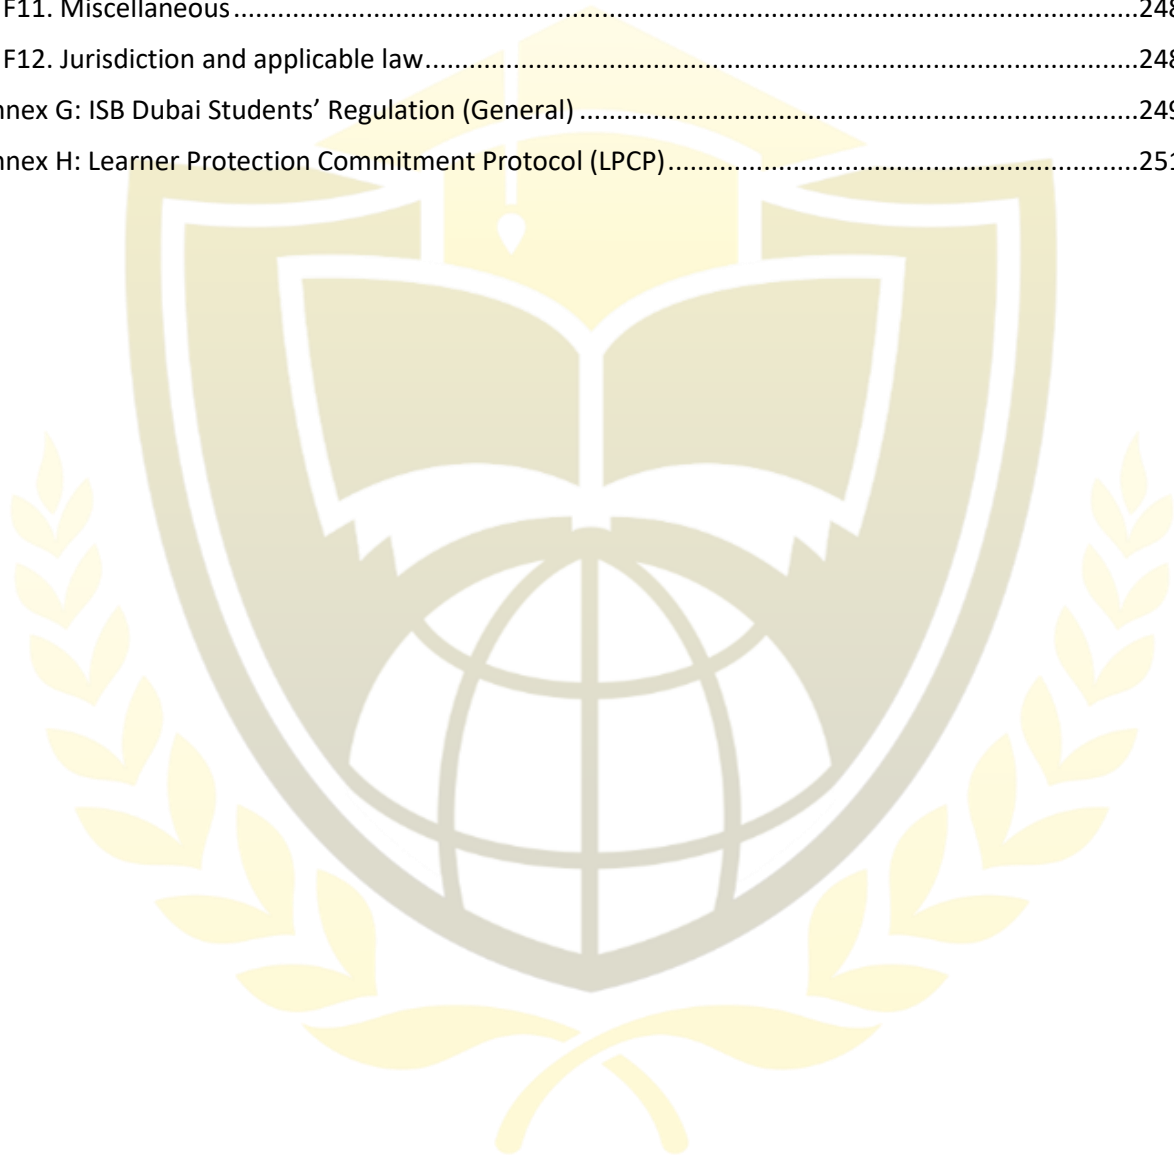 F11. Miscellaneous.....248
F12. Jurisdiction and applicable law.....248
nnex G: ISB Dubai Students’ Regulation (General) .....249
nnex H: Learner Protection Commitment Protocol (LPCP).....251